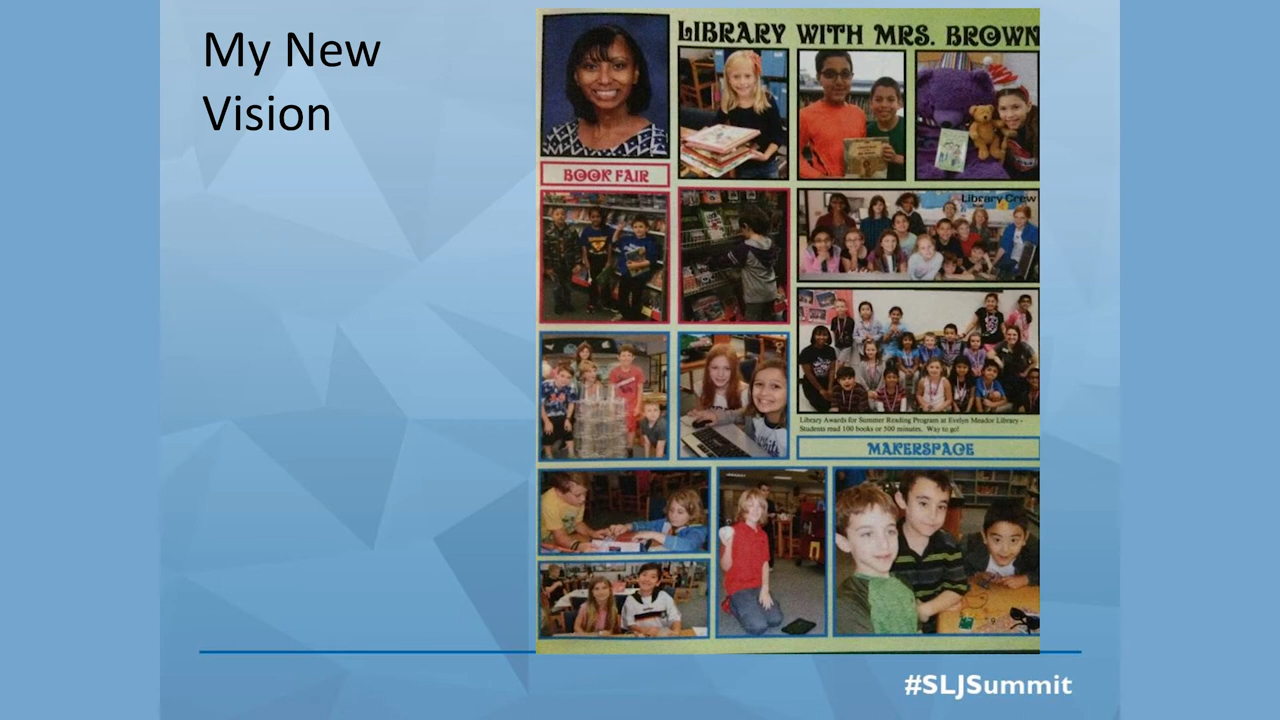 My New
Vision
LIBRARY WITH MRS. BROWN
BOOK FAIR
Library Crew
Library Awards for Summer Reading Program at Evelyn Meador Library -
Students read 100 books or 500 minutes. Way to go!
MAKERSPACE
#SLJSummit